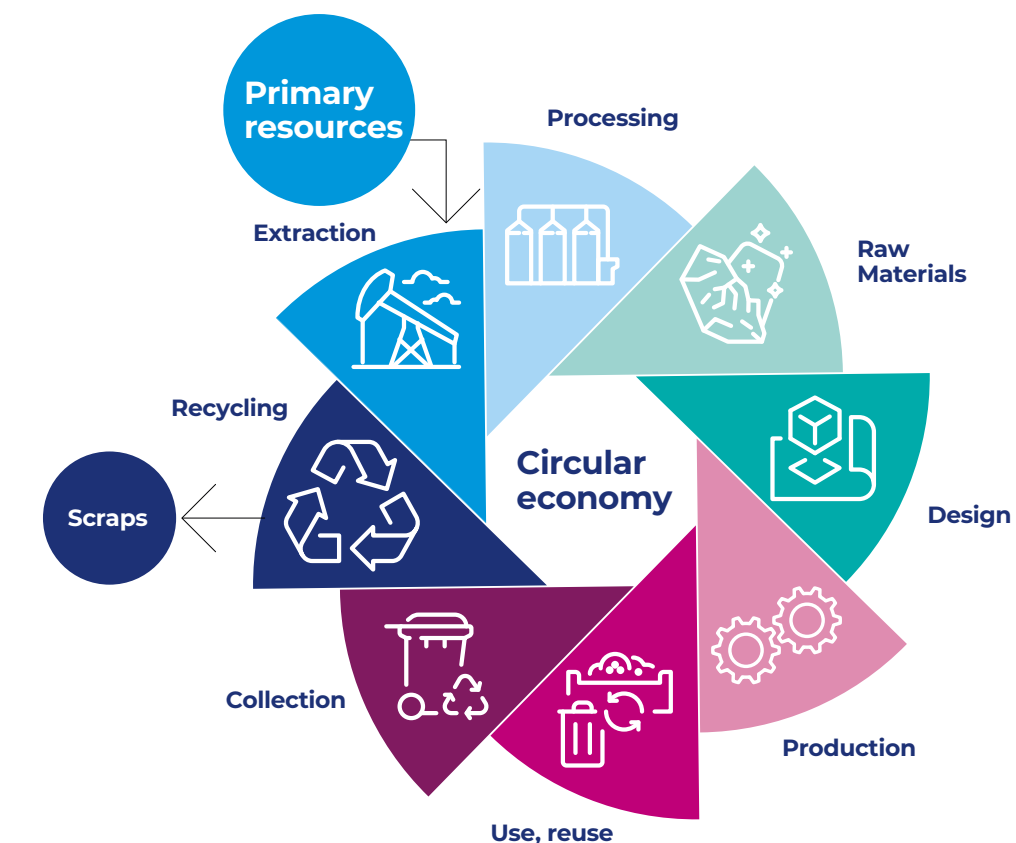 Primary
resources
Processing
Extraction
Raw
Materials
Recycling
Circular
economy
Scraps
Design
Collection
Production
Use, reuse